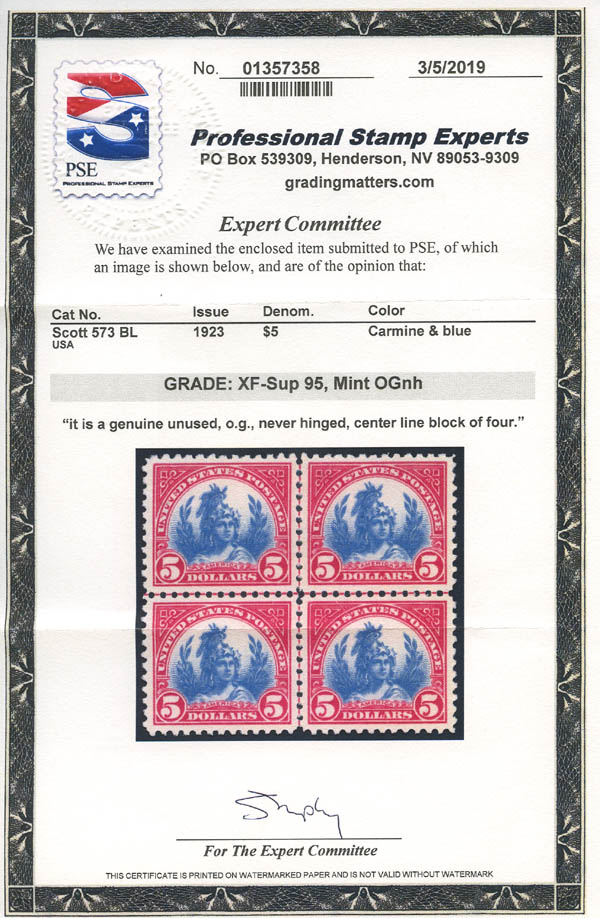 No. 01357358 3/5/2019
PSE
PROFESSIONAL STAMP EXPERTS
Professional Stamp Experts
PO Box 539309, Henderson, NV 89053-9309
gradingmatters.com
Expert Committee
We have examined the enclosed item submitted to PSE, of which
an image is shown below, and are of the opinion that:
Cat No. Issue Denom. Color
Scott 573 BL 1923 $5 Carmine & blue
USA
GRADE: XF-Sup 95, Mint OGnh
“it is a genuine unused, o.g., never hinged, center line block of four.”
UNITED STATES POSTAGE UNITED STATES POSTAGE
AMERICA AMERICA
5 5 5 5
DOLLARS DOLLARS
UNITED STATES POSTAGE UNITED STATES POSTAGE
AMERICA AMERICA
5 5 5 5
DOLLARS DOLLARS
For The Expert Committee
THIS CERTIFICATE IS PRINTED ON WATERMARKED PAPER AND IS NOT VALID WITHOUT WATERMARK